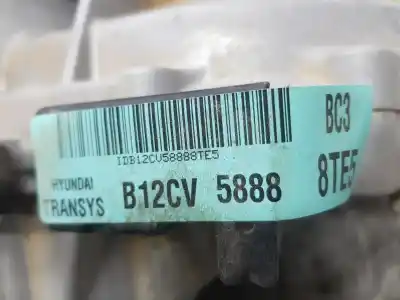 IDB12CV58888TE5
HYUNDAI
TRANSYS
B12CV 5888
BC3
8TE5